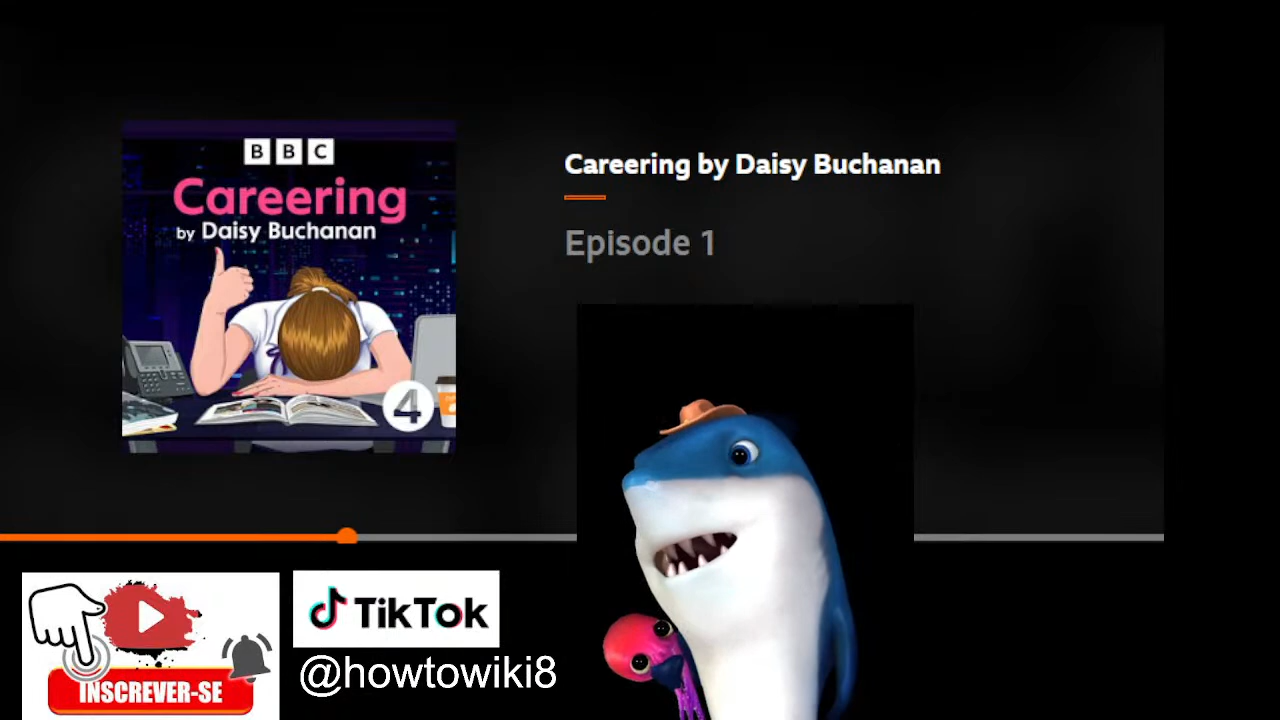 BBC
Careering
by Daisy Buchanan
4
Careering by Daisy Buchanan
Episode 1
INSCREVER-SE
TikTok
@howtowiki8